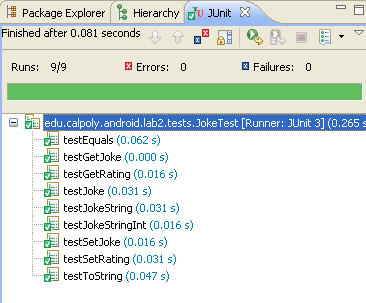 Package Explorer Hierarchy JUnit
Finished after 0.081 seconds
Runs: 9/9 Errors: 0 Failures: 0
edu.calpoly.android.lab2.tests.JokeTest [Runner: JUnit 3] (0.265 s
testEquals (0.062 s)
testGetJoke (0.000 s)
testGetRating (0.016 s)
testJoke (0.031 s)
testJokeString (0.031 s)
testJokeStringInt (0.016 s)
testSetJoke (0.016 s)
testSetRating (0.031 s)
testToString (0.047 s)